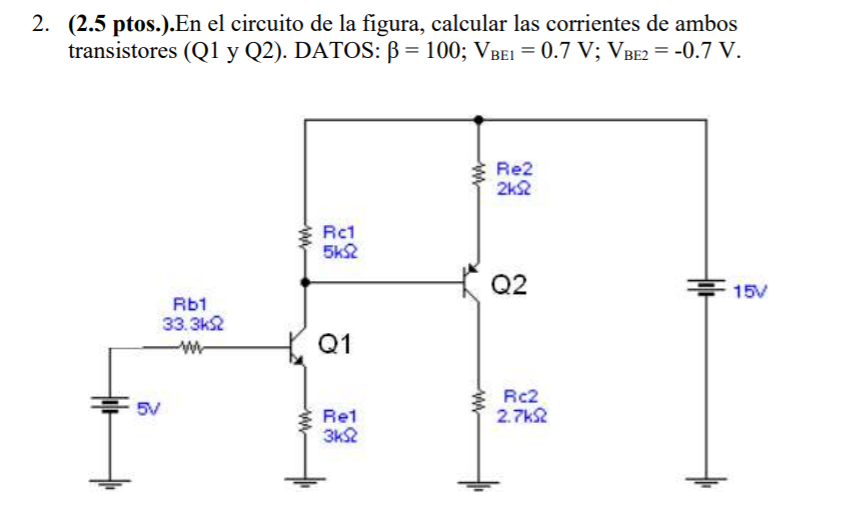 2. (2.5 ptos.).En el circuito de la figura, calcular las corrientes de ambos
transistores (Q1 y Q2). DATOS: β = 100; VBE1 = 0.7 V; VBE2 = -0.7 V.
Re2
2kΩ
Rc1
5kΩ
Q2
15V
Rb1
33.3kΩ
Q1
5V
Rc2
2.7kΩ
Re1
3kΩ